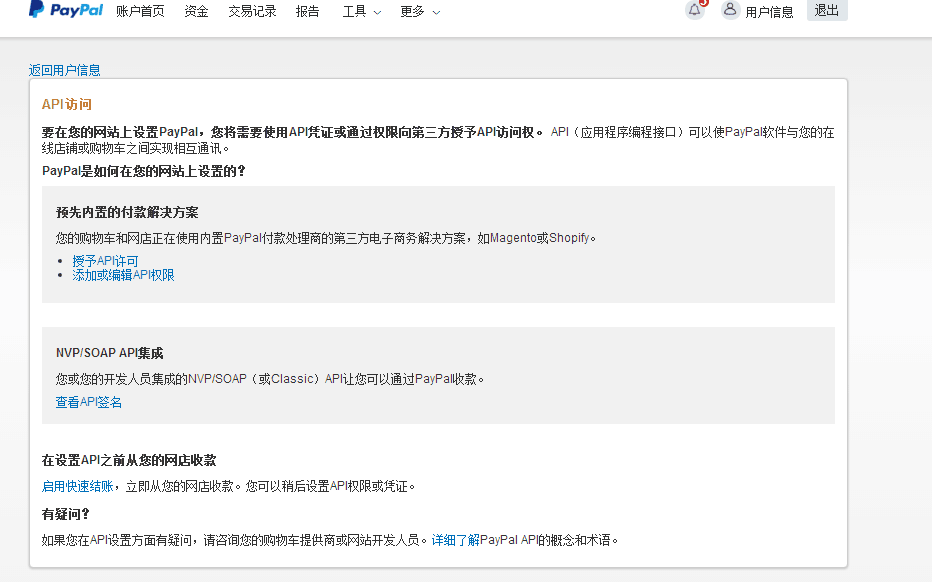 PayPal 账户首页 资金 交易记录 报告 工具 更多 用户信息 退出
返回用户信息
API访问
要在您的网站上设置PayPal，您将需要使用API凭证或通过权限向第三方授予API访问权。 API（应用程序编程接口）可以使PayPal软件与您的在
线店铺或购物车之间实现相互通讯。
PayPal是如何在您的网站上设置的？
预先内置的付款解决方案
您的购物车和网店正在使用内置PayPal付款处理商的第三方电子商务解决方案，如Magento或Shopify。
• 授予API许可
• 添加或编辑API权限
NVP/SOAP API集成
您或您的开发人员集成的NVP/SOAP（或Classic）API让您可以通过PayPal收款。
查看API签名
在设置API之前从您的网店收款
启用快速结账，立即从您的网店收款。您可以稍后设置API权限或凭证。
有疑问？
如果您在API设置方面有疑问，请咨询您的购物车提供商或网站开发人员。详细了解PayPal API的概念和术语。